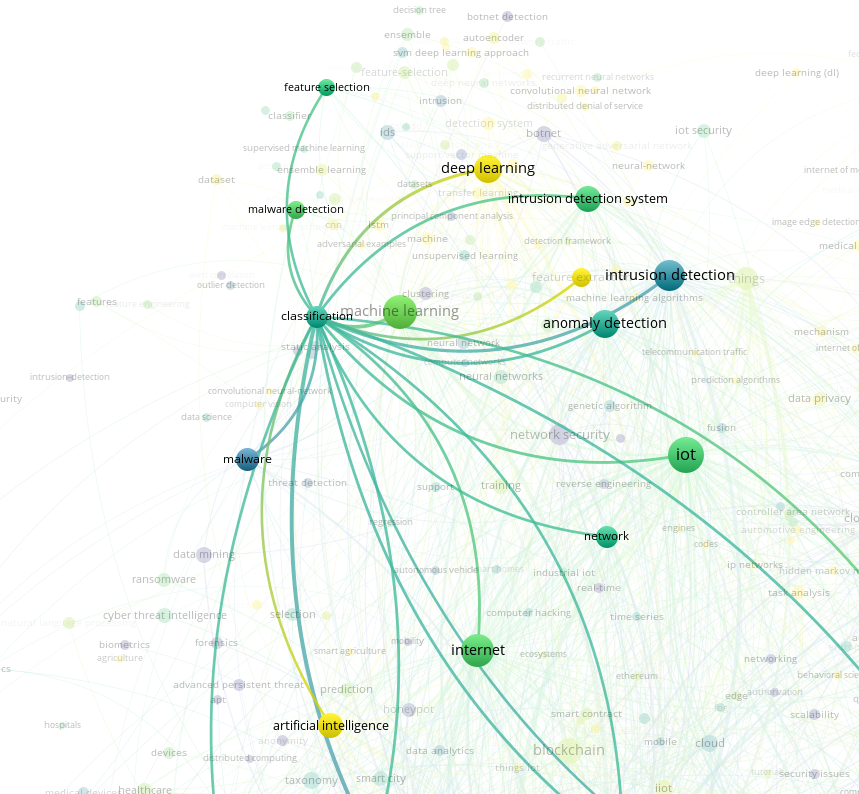 decision tree
botnet detection
ensemble
autoencoder
svm deep learning approach
feature-selection
recurrent neural networks
deep learning (dl)
feature selection
convolutional neural network
intrusion
distributed denial of service
classifier
detection system
ids
botnet
iot security
supervised machine learning
generative adversarial network
ensemble learning
deep learning
neural-network
dataset
datasets
transfer learning
intrusion detection system
malware detection
principal component analysis
cnn
lstm
image edge detection
machine
detection framework
adversarial examples
medical
unsupervised learning
intrusion detection
things
outlier detection
clustering
machine learning algorithms
features
machine learning
classification
anomaly detection
mechanism
static analysis
neural network
telecommunication traffic
intrusion-detection
neural networks
prediction algorithms
convolutional neural-network
computer vision
genetic algorithm
data privacy
urity
data science
fusion
network security
malware
iot
threat detection
support
training
reverse engineering
controller area network
regression
engines
automotive engineering
network
codes
data mining
ip networks
autonomous vehicle
industrial iot
hidden markov m
ransomware
real-time
task analysis
cyber threat intelligence
selection
computer hacking
time series
biometrics
forensics
mobility
internet
ecosystems
agriculture
smart agriculture
networking
cs
ethereum
behavioral scie
advanced persistent threat
prediction
apt
edge
authentication
honeypot
smart contract
scalability
hospitals
artificial intelligence
anonymity
mobile
cloud
devices
distributed computing
data analytics
blockchain
things iot
security issues
taxonomy
smart city
healthcare
iiot
medical devices